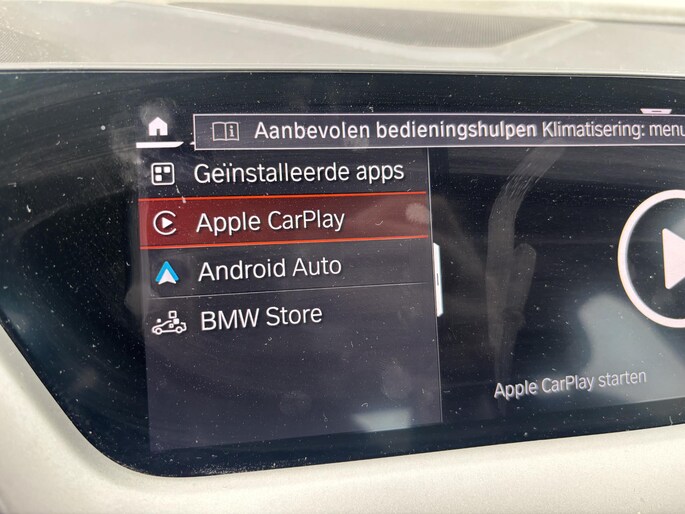 Aanbevolen bedieningshulpen Klimatisering: menu
Geïnstalleerde apps
Apple CarPlay
Android Auto
BMW Store
Apple CarPlay starten